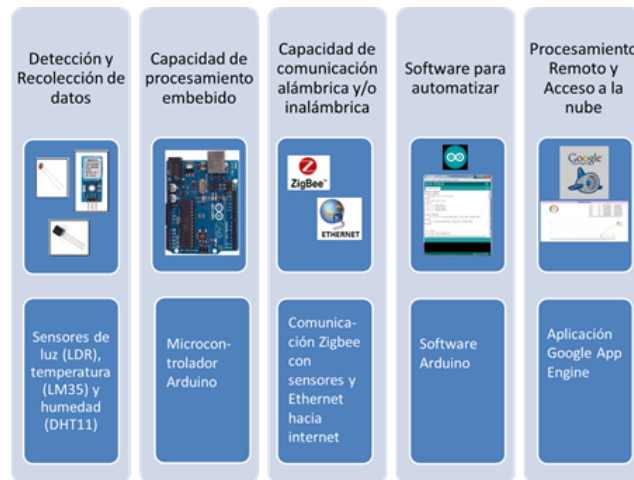 Detección y
Recolección de
datos
Capacidad de
procesamiento
embebido
Capacidad de
comunicación
alámbrica y/o
inalámbrica
Software para
automatizar
Procesamiento
Remoto y
Acceso a la
nube
ZigBee™
ETHERNET
Google
Sensores de
luz (LDR),
temperatura
(LM35) y
humedad
(DHT11)
Microcon-
trolador
Arduino
Comunica-
ción Zigbee
con
sensores y
Ethernet
hacia
internet
Software
Arduino
Aplicación
Google App
Engine